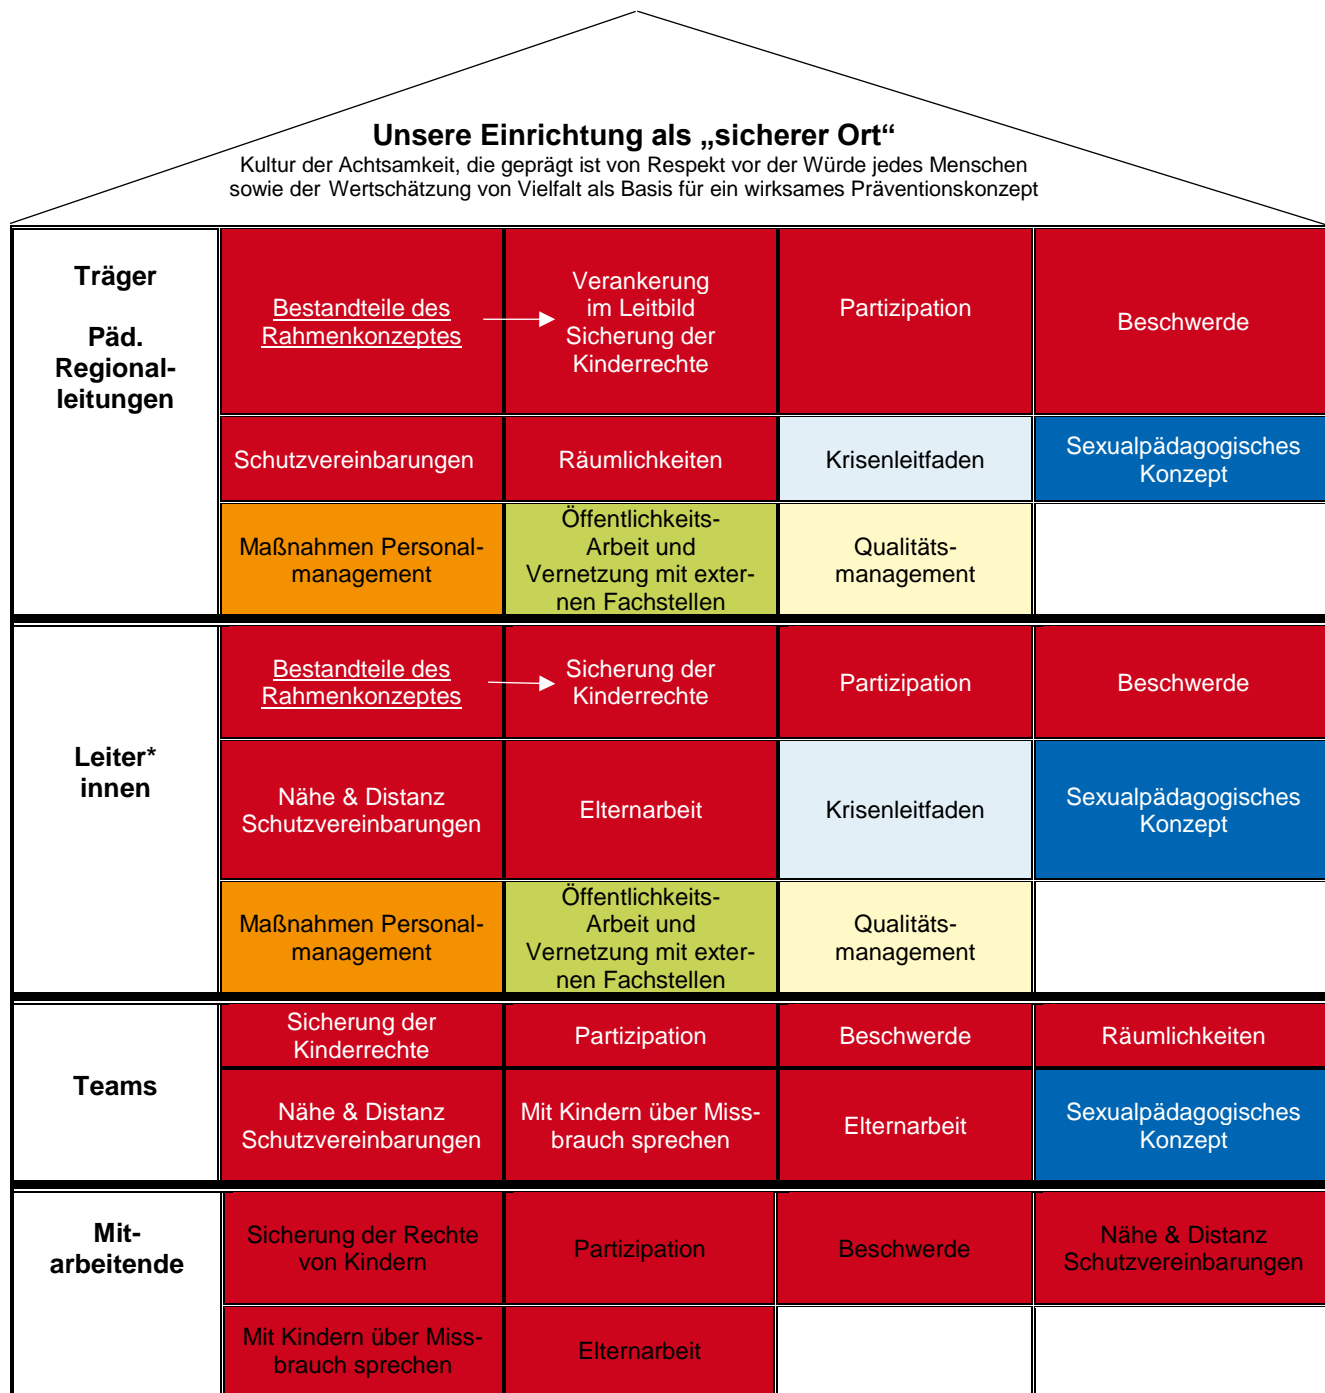 Unsere Einrichtung als „sicherer Ort“
Kultur der Achtsamkeit, die geprägt ist von Respekt vor der Würde jedes Menschen
sowie der Wertschätzung von Vielfalt als Basis für ein wirksames Präventionskonzept
Träger
Päd.
Regional-
leitungen
Bestandteile des
Rahmenkonzeptes
Verankerung
im Leitbild
Sicherung der
Kinderrechte
Partizipation
Beschwerde
Schutzvereinbarungen
Räumlichkeiten
Krisenleitfaden
Sexualpädagogisches
Konzept
Maßnahmen Personal-
management
Öffentlichkeits-
Arbeit und
Vernetzung mit exter-
nen Fachstellen
Qualitäts-
management
Leiter*
innen
Bestandteile des
Rahmenkonzeptes
Sicherung der
Kinderrechte
Partizipation
Beschwerde
Nähe & Distanz
Schutzvereinbarungen
Elternarbeit
Krisenleitfaden
Sexualpädagogisches
Konzept
Maßnahmen Personal-
management
Öffentlichkeits-
Arbeit und
Vernetzung mit exter-
nen Fachstellen
Qualitäts-
management
Teams
Sicherung der
Kinderrechte
Partizipation
Beschwerde
Räumlichkeiten
Nähe & Distanz
Schutzvereinbarungen
Mit Kindern über Miss-
brauch sprechen
Elternarbeit
Sexualpädagogisches
Konzept
Mit-
arbeitende
Sicherung der Rechte
von Kindern
Partizipation
Beschwerde
Nähe & Distanz
Schutzvereinbarungen
Mit Kindern über Miss-
brauch sprechen
Elternarbeit